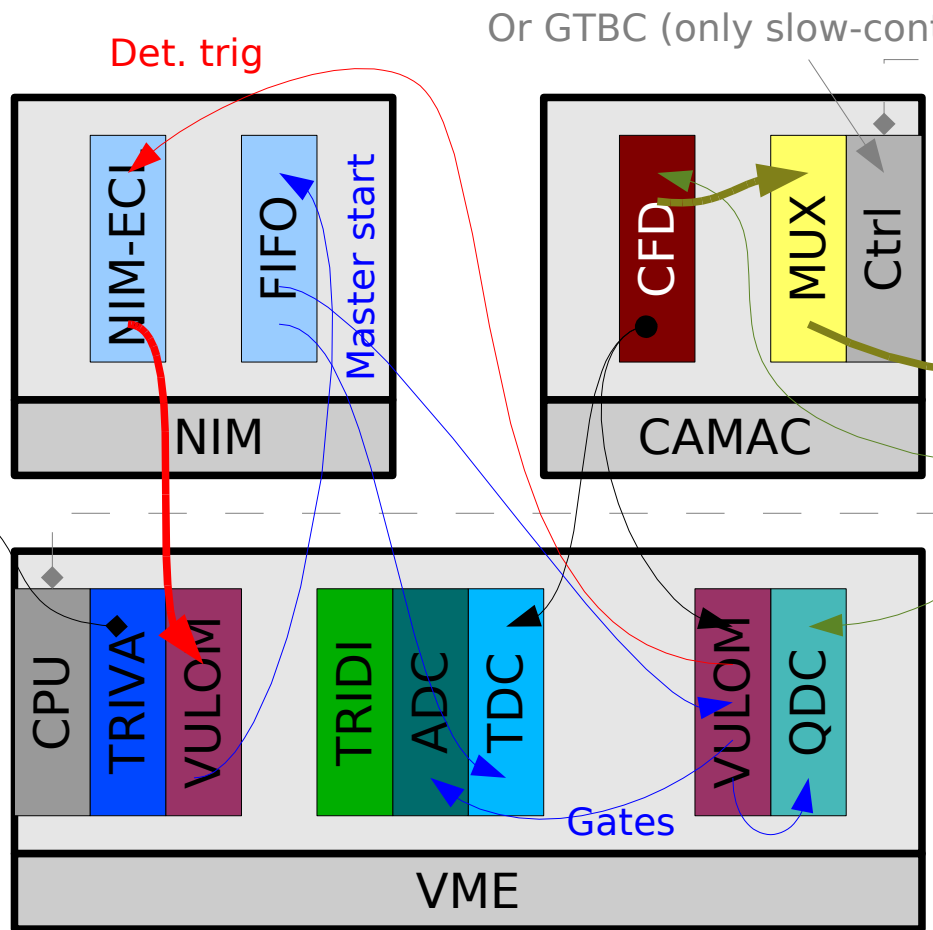 Or GTBC (only slow-cont
Det. trig
NIM-ECL
FIFO
Master start
CFD
MUX
Ctrl
NIM
CAMAC
CPU
TRIVA
VULOM
TRIDI
ADC
TDC
VULOM
QDC
Gates
VME